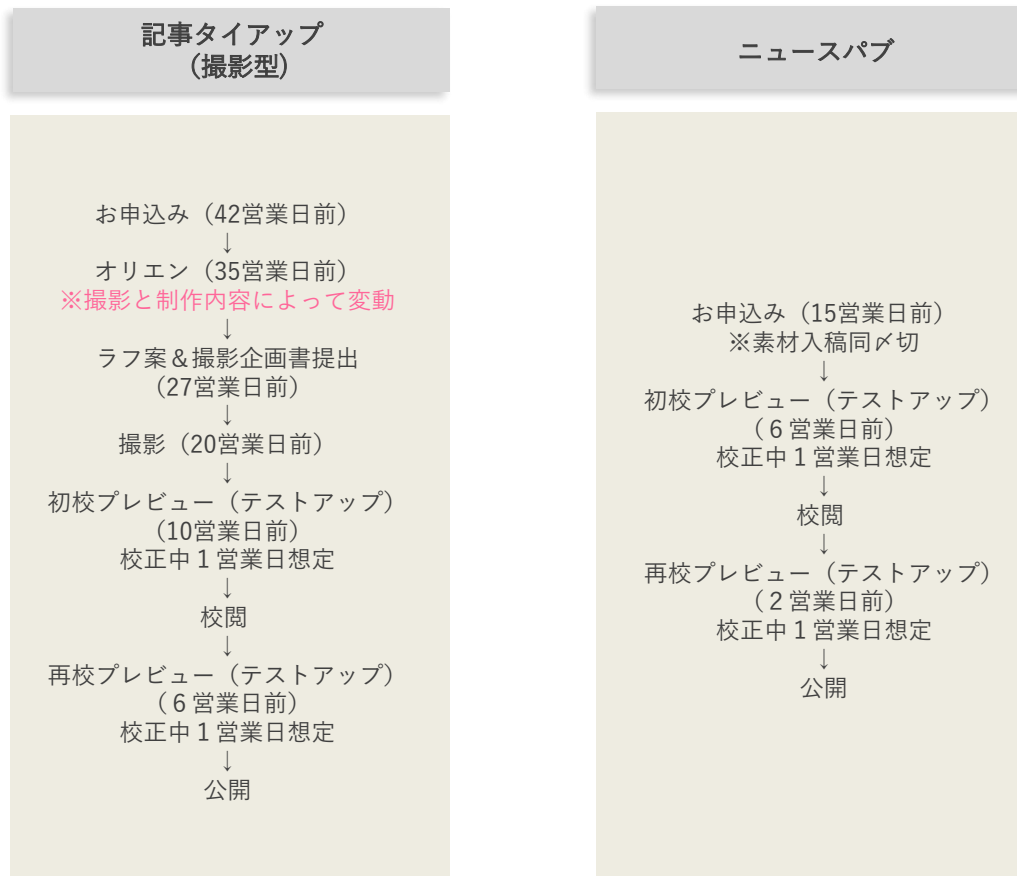 記事タイアップ
(撮影型)
お申込み（42営業日前）
↓
オリエン（35営業日前）
※撮影と制作内容によって変動
↓
ラフ案＆撮影企画書提出
（27営業日前）
↓
撮影（20営業日前）
↓
初校プレビュー（テストアップ）
（10営業日前）
校正中１営業日想定
↓
校閲
↓
再校プレビュー（テストアップ）
（６営業日前）
校正中１営業日想定
↓
公開
ニュースパブ
お申込み（15営業日前）
※素材入稿同〆切
↓
初校プレビュー（テストアップ）
（６営業日前）
校正中１営業日想定
↓
校閲
↓
再校プレビュー（テストアップ）
（２営業日前）
校正中１営業日想定
↓
公開